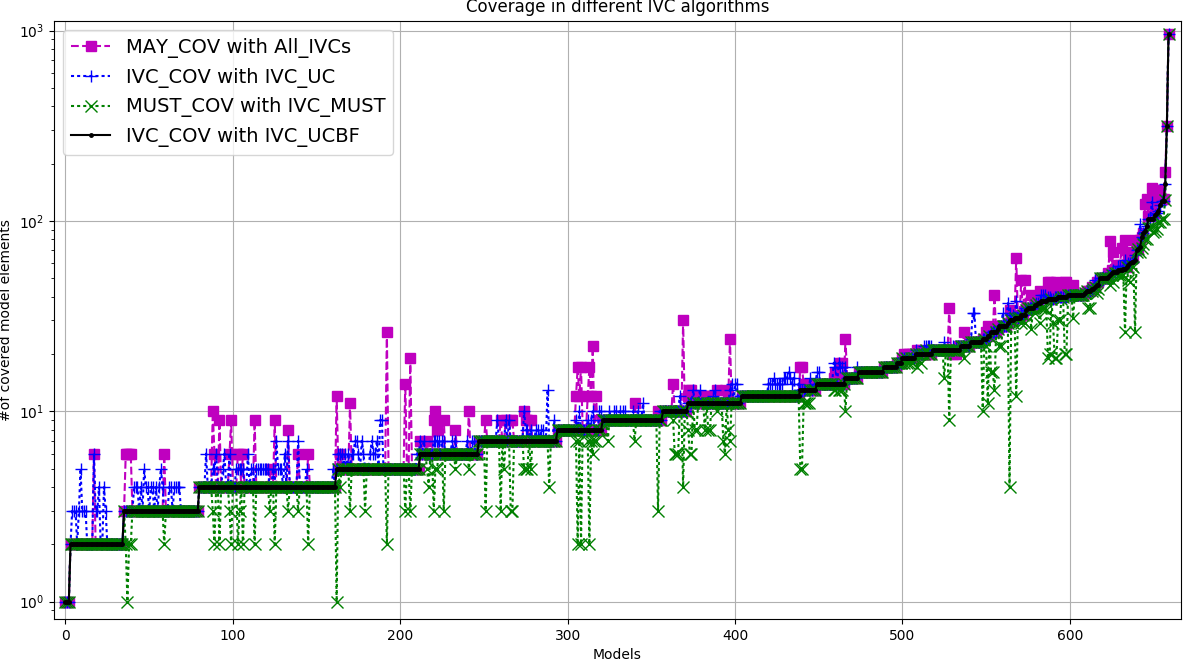 Coverage in different IVC algorithms
MAY_COV with All_IVCs
IVC_COV with IVC_UC
MUST_COV with IVC_MUST
IVC_COV with IVC_UCBF
#of covered model elements
10³
10²
10¹
10⁰
0 100 200 300 400 500 600
Models